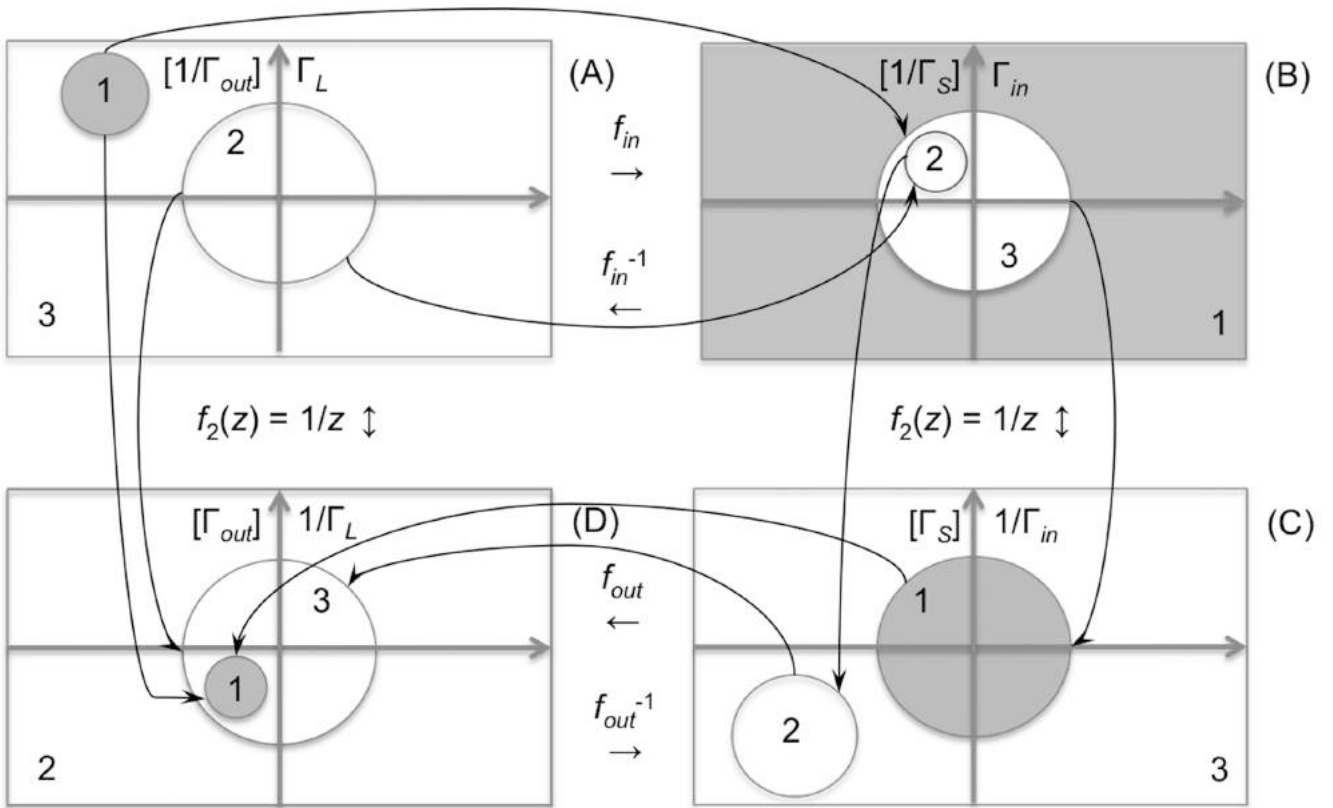 1
[1/Γout] ΓL
(A)
2
3
[1/ΓS] Γin
(B)
2
3
1
fin
→
fin-1
←
f2(z) = 1/z ↕
f2(z) = 1/z ↕
[Γout] 1/ΓL
(D)
3
1
2
[ΓS] 1/Γin
(C)
1
2
3
fout
←
fout-1
→